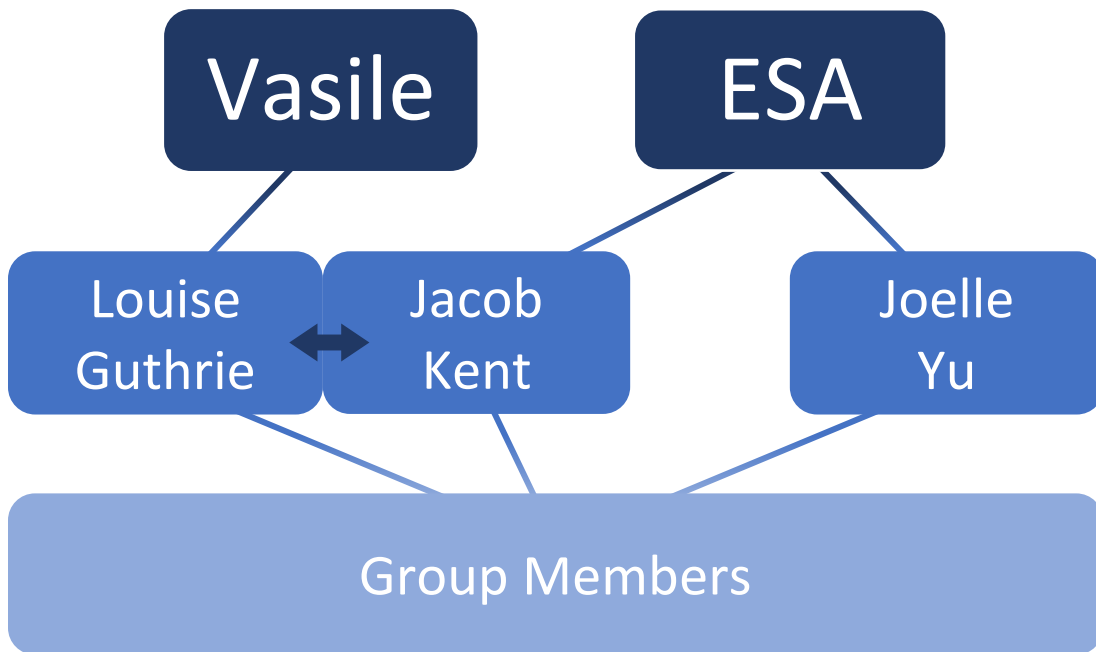 Vasile
ESA
Louise
Guthrie
Jacob
Kent
Joelle
Yu
Group Members